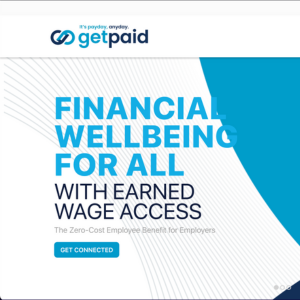 it's payday. anyday.
getpaid
FINANCIAL
WELLBEING
FOR ALL
WITH EARNED
WAGE ACCESS
The Zero-Cost Employee Benefit for Employers
GET CONNECTED